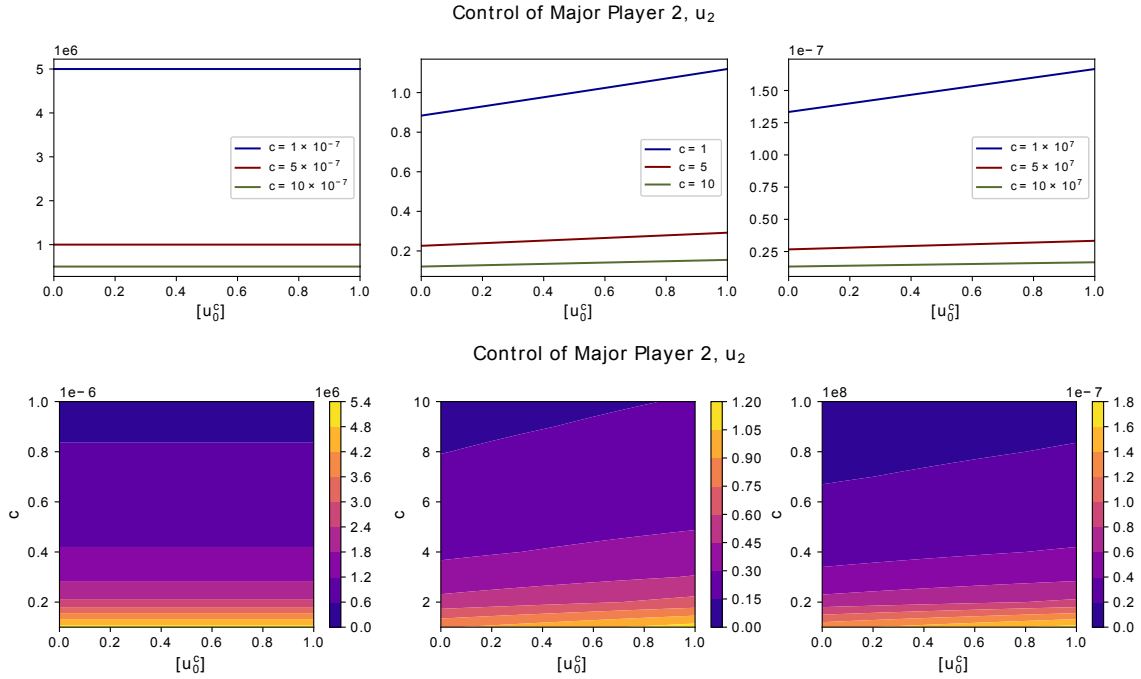 Control of Major Player 2, u₂
1e6
5
4
3
2
1
0.0 0.2 0.4 0.6 0.8 1.0
[u₀ᶜ]
c = 1 × 10⁻⁷
c = 5 × 10⁻⁷
c = 10 × 10⁻⁷
1.0
0.8
0.6
0.4
0.2
0.0 0.2 0.4 0.6 0.8 1.0
[u₀ᶜ]
c = 1
c = 5
c = 10
1e−7
1.50
1.25
1.00
0.75
0.50
0.25
0.0 0.2 0.4 0.6 0.8 1.0
[u₀ᶜ]
c = 1 × 10⁷
c = 5 × 10⁷
c = 10 × 10⁷
Control of Major Player 2, u₂
1e−6
1.0
0.8
0.6
0.4
0.2
c
0.0 0.2 0.4 0.6 0.8 1.0
[u₀ᶜ]
1e6
5.4
4.8
4.2
3.6
3.0
2.4
1.8
1.2
0.6
0.0
10
8
6
4
2
c
0.0 0.2 0.4 0.6 0.8 1.0
[u₀ᶜ]
1.20
1.05
0.90
0.75
0.60
0.45
0.30
0.15
0.00
1e8
1.0
0.8
0.6
0.4
0.2
c
0.0 0.2 0.4 0.6 0.8 1.0
[u₀ᶜ]
1e−7
1.8
1.6
1.4
1.2
1.0
0.8
0.6
0.4
0.2
0.0